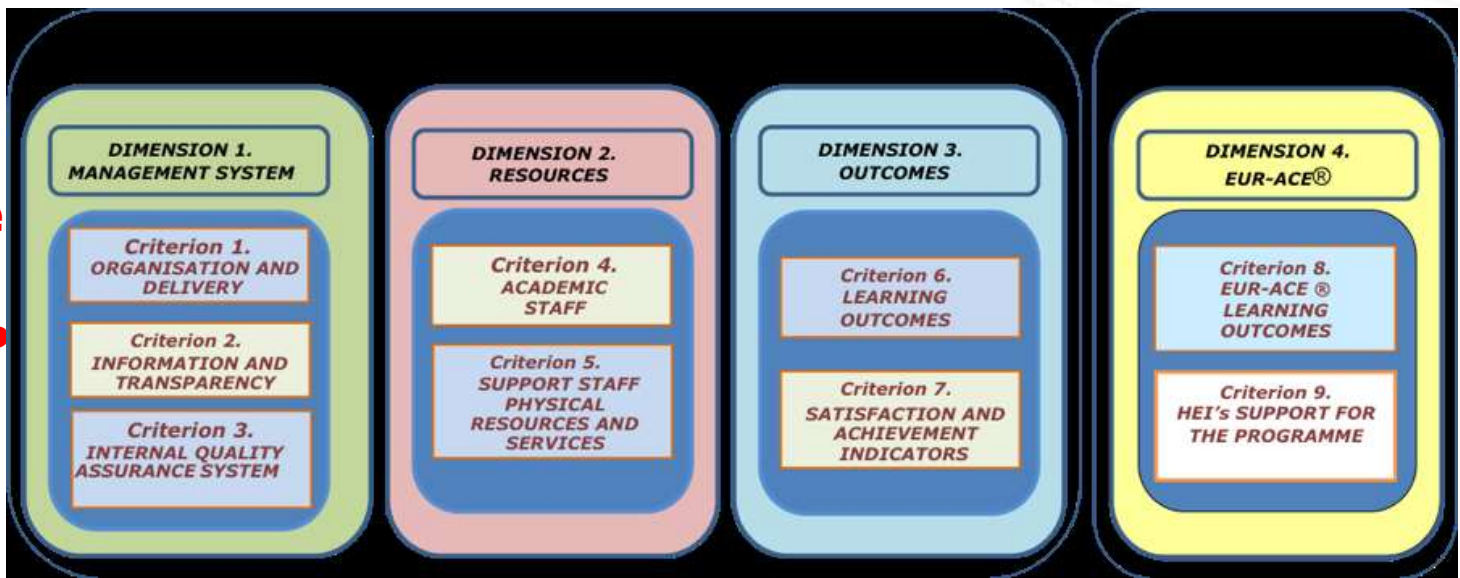 DIMENSION 1.
MANAGEMENT SYSTEM
Criterion 1.
ORGANISATION AND
DELIVERY
Criterion 2.
INFORMATION AND
TRANSPARENCY
Criterion 3.
INTERNAL QUALITY
ASSURANCE SYSTEM
DIMENSION 2.
RESOURCES
Criterion 4.
ACADEMIC
STAFF
Criterion 5.
SUPPORT STAFF
PHYSICAL
RESOURCES AND
SERVICES
DIMENSION 3.
OUTCOMES
Criterion 6.
LEARNING
OUTCOMES
Criterion 7.
SATISFACTION AND
ACHIEVEMENT
INDICATORS
DIMENSION 4.
EUR-ACE®
Criterion 8.
EUR-ACE ®
LEARNING
OUTCOMES
Criterion 9.
HEI's SUPPORT FOR
THE PROGRAMME